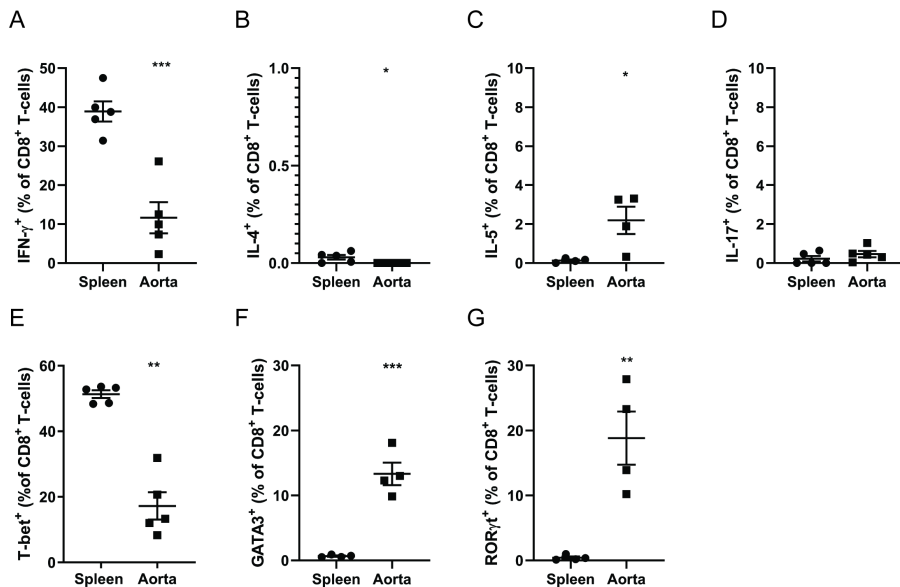 A
IFN-γ⁺ (% of CD8⁺ T-cells)
50
40
30
20
10
0
Spleen Aorta
***
B
IL-4⁺ (% of CD8⁺ T-cells)
1.0
0.5
0.0
Spleen Aorta
*
C
IL-5⁺ (% of CD8⁺ T-cells)
10
8
6
4
2
0
Spleen Aorta
*
D
IL-17⁺ (% of CD8⁺ T-cells)
10
8
6
4
2
0
Spleen Aorta
E
T-bet⁺ (%of CD8⁺ T-cells)
60
40
20
0
Spleen Aorta
**
F
GATA3⁺ (% of CD8⁺ T-cells)
30
20
10
0
Spleen Aorta
***
G
RORγt⁺ (% of CD8⁺ T-cells)
30
20
10
0
Spleen Aorta
**